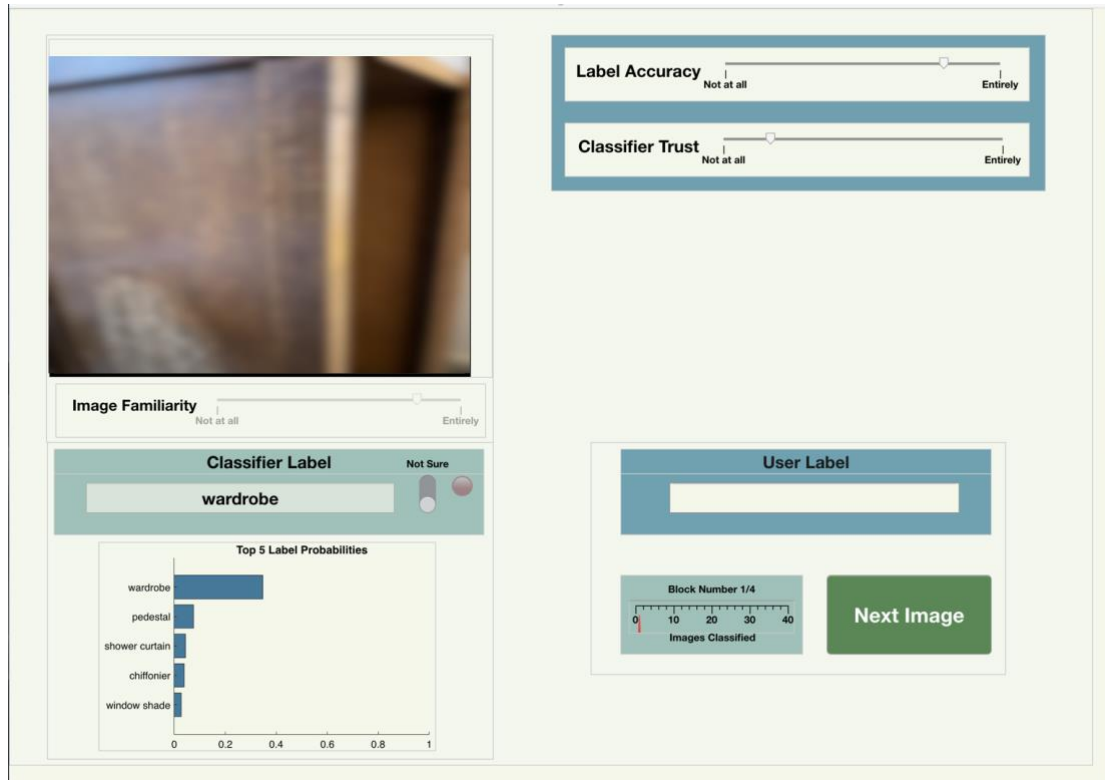 Label Accuracy
Not at all
Entirely
Classifier Trust
Not at all
Entirely
Image Familiarity
Not at all
Entirely
Classifier Label
Not Sure
wardrobe
Top 5 Label Probabilities
wardrobe
pedestal
shower curtain
chiffonier
window shade
0 0.2 0.4 0.6 0.8 1
User Label
Block Number 1/4
0 10 20 30 40
Images Classified
Next Image